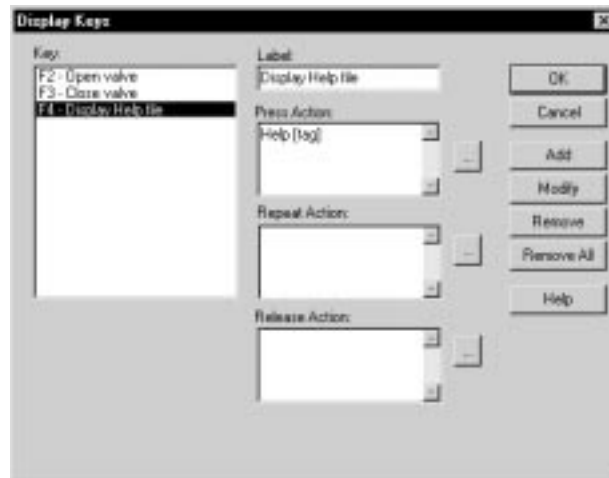 Display Keys
Key:
F2 - Open valve
F3 - Close valve
F4 - Display Help file
Label:
Display Help file
Press Action:
Help [tag]
...
Repeat Action:
...
Release Action:
...
OK
Cancel
Add
Modify
Remove
Remove All
Help